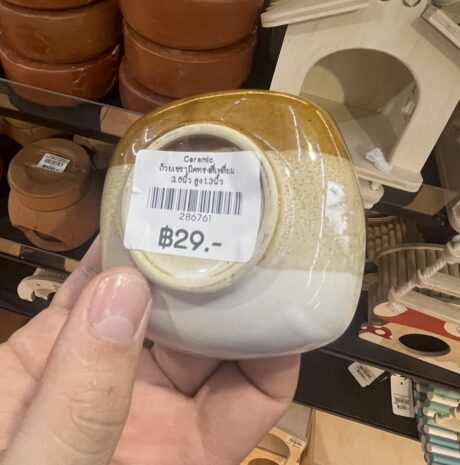 Ceramic
ถ้วยเซรามิคทรงสี่เหลี่ยม
3.5นิ้ว สูง1.3นิ้ว
286761
฿29.-